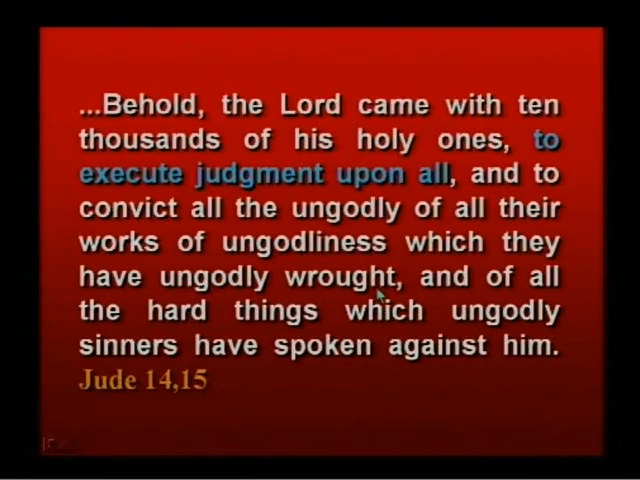 ...Behold, the Lord came with ten
thousands of his holy ones, to
execute judgment upon all, and to
convict all the ungodly of all their
works of ungodliness which they
have ungodly wrought, and of all
the hard things which ungodly
sinners have spoken against him.
Jude 14,15